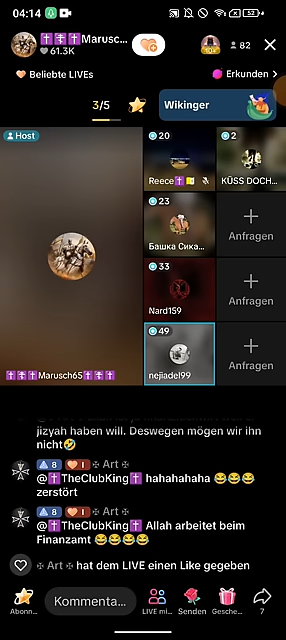 04:14
52
✝️✝️✝️Marusc...
61.3K
82
Beliebte LIVEs
Erkunden >
3/5
Wikinger
Host
✝️✝️✝️Marusch65✝️✝️✝️
20
Reece✝️
2
KÜSS DOCH...
23
Башка Сика...
Anfragen
33
Nard159
Anfragen
49
nejiadel99
Anfragen
jizyah haben will. Deswegen mögen wir ihn
nicht🤣
8 1 ✠ Art ✠
@✝️TheClubKing✝️ hahahahaha 😂😂😂
zerstört
8 1 ✠ Art ✠
@✝️TheClubKing✝️ Allah arbeitet beim
Finanzamt 😂😂😂😂
✠ Art ✠ hat dem LIVE einen Like gegeben
Abonn...
Kommenta...
LIVE mi...
Senden
Gesche...
7